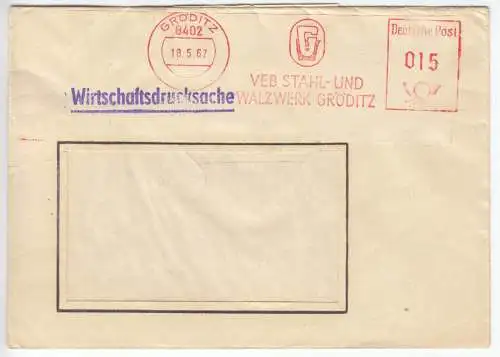 GRÖDITZ
8402
18.5.67
Deutsche Post
015
VEB STAHL-UND
WALZWERK GRÖDITZ
Wirtschaftsdrucksache